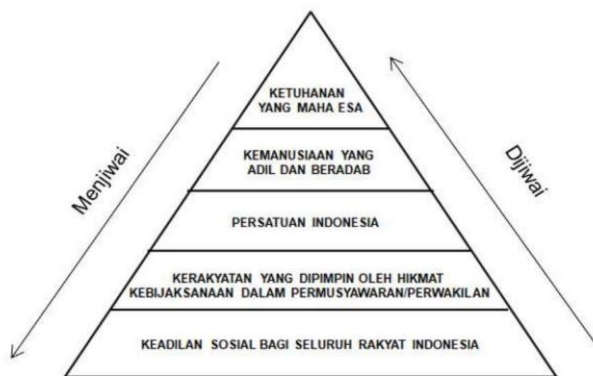 KETUHANAN
YANG MAHA ESA
KEMANUSIAAN YANG
ADIL DAN BERADAB
PERSATUAN INDONESIA
KERAKYATAN YANG DIPIMPIN OLEH HIKMAT
KEBIJAKSANAAN DALAM PERMUSYAWARAN/PERWAKILAN
KEADILAN SOSIAL BAGI SELURUH RAKYAT INDONESIA
Menjiwai
Dijiwai